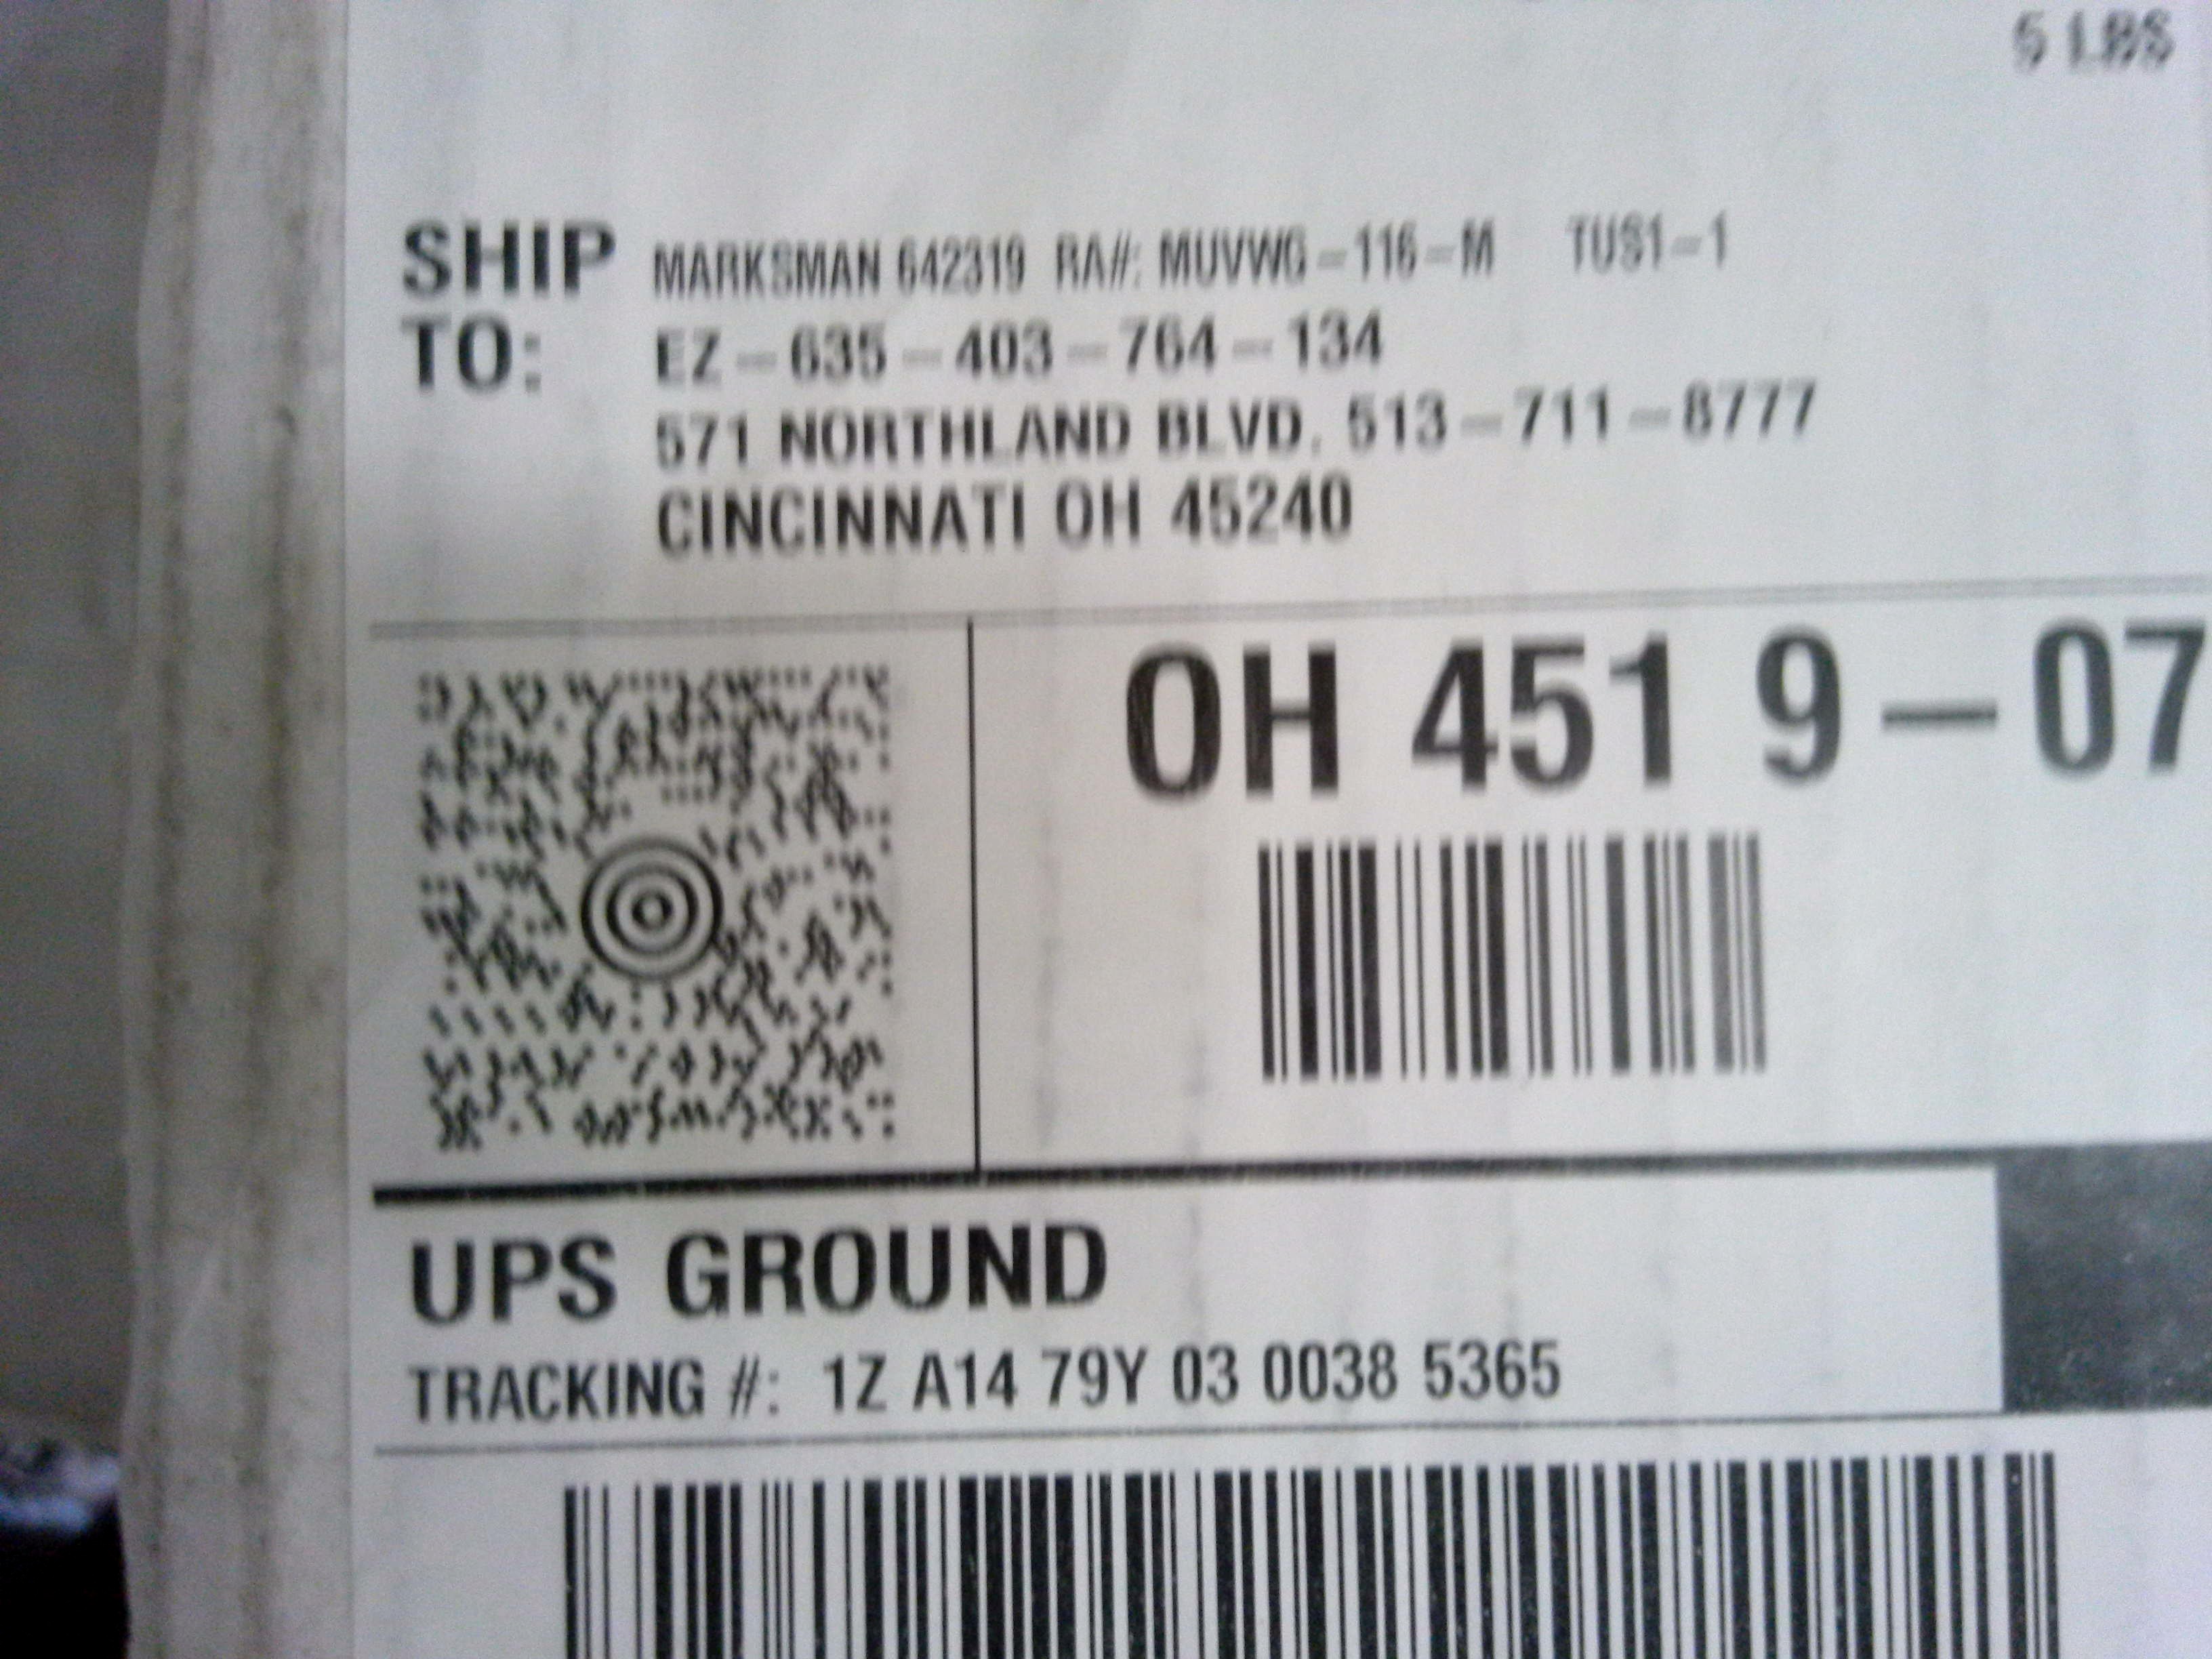 5 LBS
SHIP TO:
MARKSMAN 642319 RA#: MUVWG-116-M TUS1-1
EZ-635-403-764-134
571 NORTHLAND BLVD. 513-711-8777
CINCINNATI OH 45240
OH 451 9-07
UPS GROUND
TRACKING #: 1Z A14 79Y 03 0038 5365